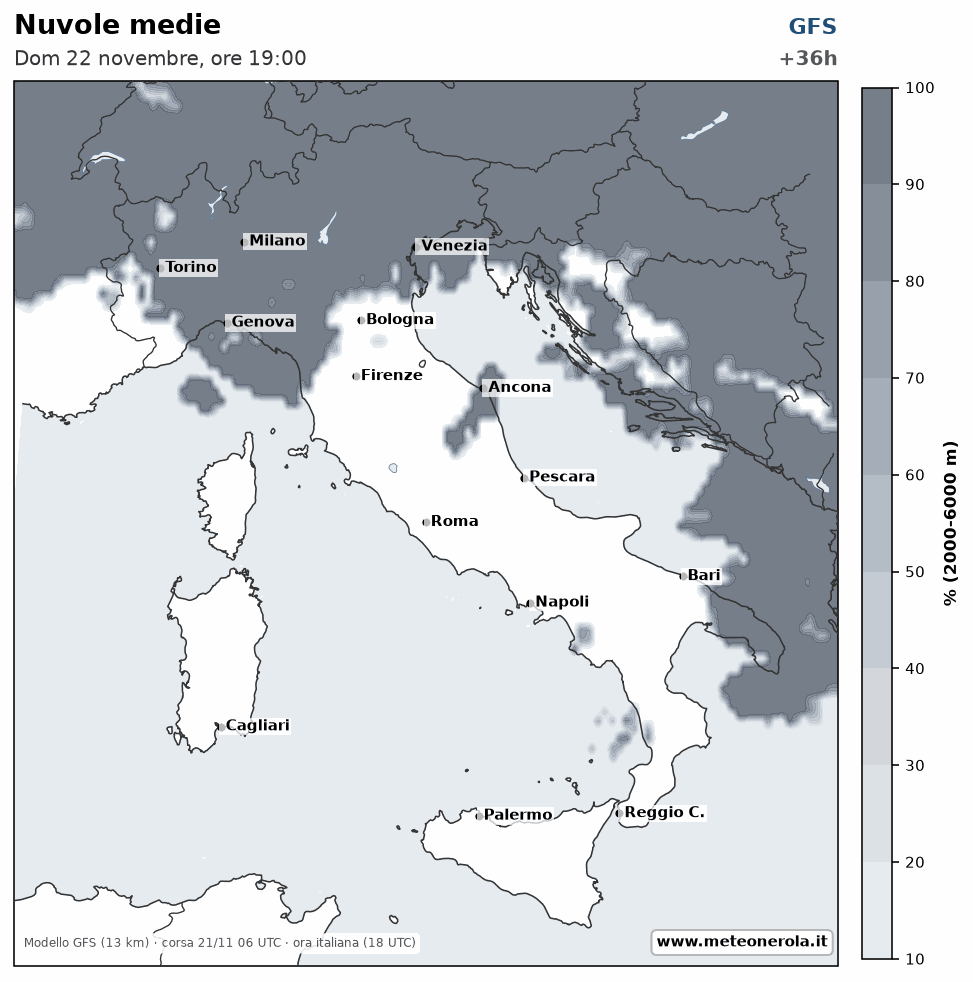 Nuvole medie
GFS
Dom 22 novembre, ore 19:00
+36h
100
90
80
70
60
50
40
30
20
10
% (2000-6000 m)
Milano
Venezia
Torino
Genova
Bologna
Firenze
Ancona
Pescara
Roma
Bari
Napoli
Cagliari
Palermo
Reggio C.
Modello GFS (13 km) · corsa 21/11 06 UTC · ora italiana (18 UTC)
www.meteonerola.it